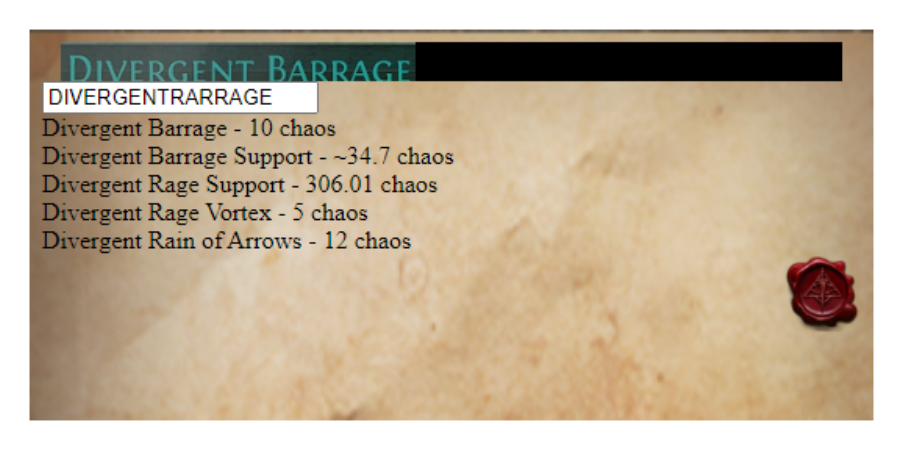 DIVERGENT BARRAGE
DIVERGENTRARRAGE
Divergent Barrage - 10 chaos
Divergent Barrage Support - ~34.7 chaos
Divergent Rage Support - 306.01 chaos
Divergent Rage Vortex - 5 chaos
Divergent Rain of Arrows - 12 chaos